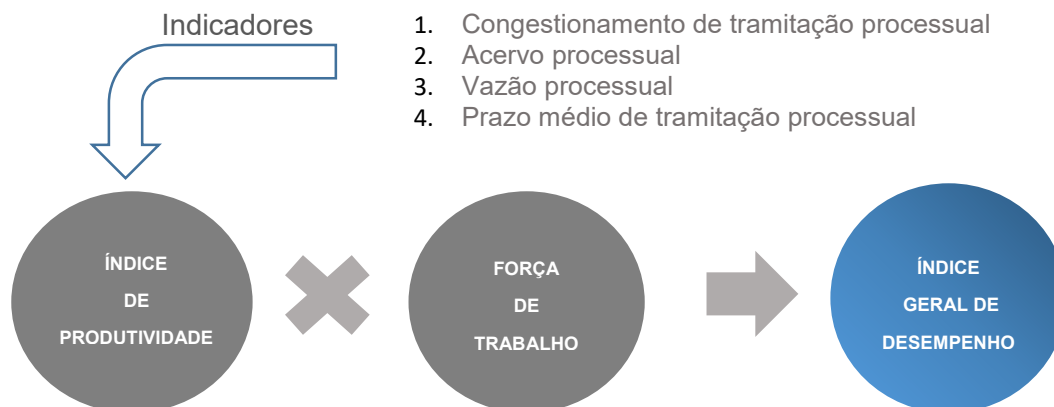 Indicadores
1. Congestionamento de tramitação processual
2. Acervo processual
3. Vazão processual
4. Prazo médio de tramitação processual
ÍNDICE
DE
PRODUTIVIDADE
FORÇA
DE
TRABALHO
ÍNDICE
GERAL DE
DESEMPENHO